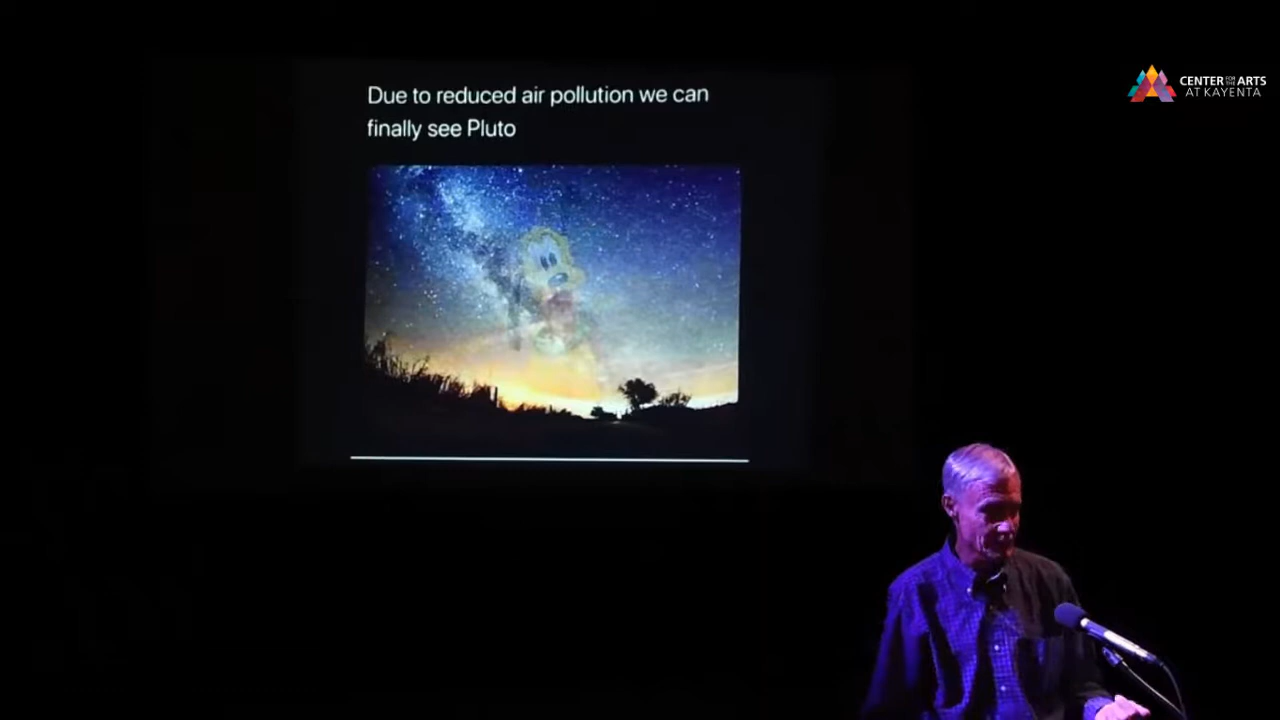 Due to reduced air pollution we can
finally see Pluto
CENTER FOR THE ARTS
AT KAYENTA